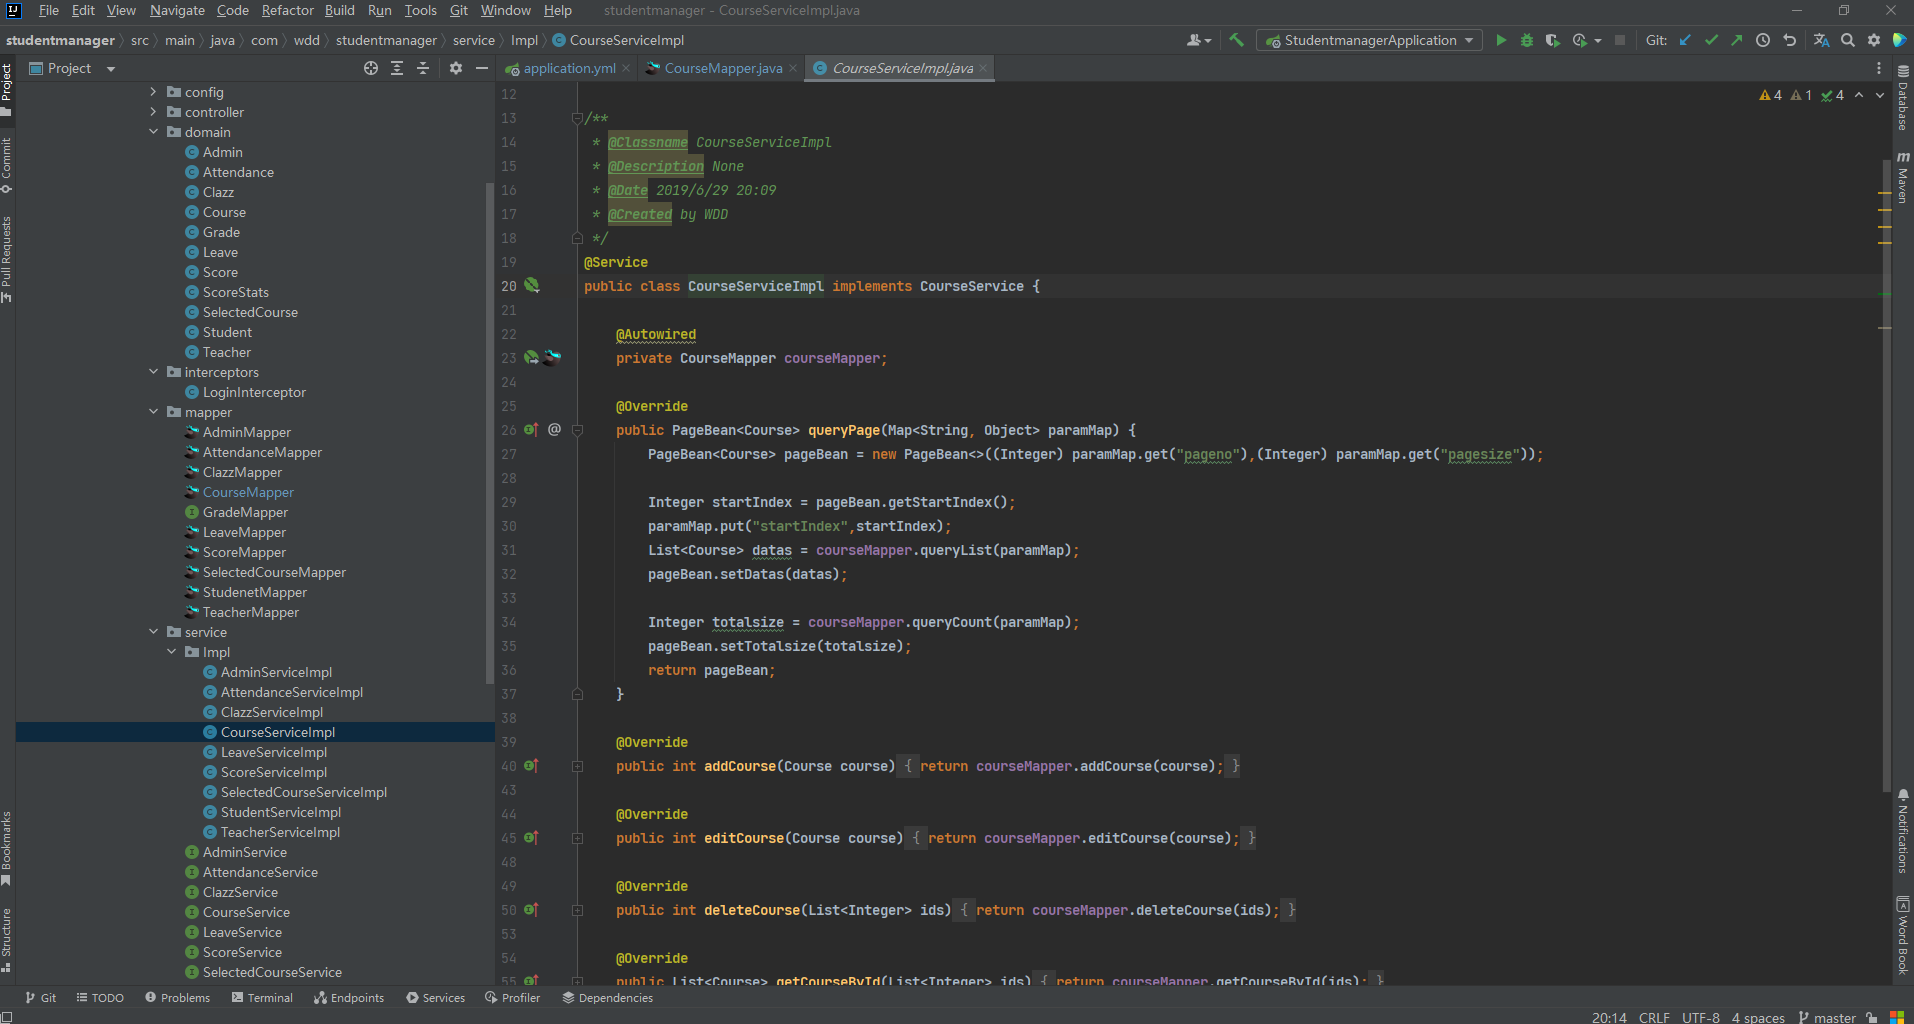 File Edit View Navigate Code Refactor Build Run Tools Git Window Help studentmanager - CourseServiceImpl.java
studentmanager src main java com wdd studentmanager service Impl CourseServiceImpl
StudentmanagerApplication Git:
Project
application.yml CourseMapper.java CourseServiceImpl.java
Project
Commit
Pull Requests
Bookmarks
Structure
config
controller
domain
Admin
Attendance
Clazz
Course
Grade
Leave
Score
ScoreStats
SelectedCourse
Student
Teacher
interceptors
LoginInterceptor
mapper
AdminMapper
AttendanceMapper
ClazzMapper
CourseMapper
GradeMapper
LeaveMapper
ScoreMapper
SelectedCourseMapper
StudenetMapper
TeacherMapper
service
Impl
AdminServiceImpl
AttendanceServiceImpl
ClazzServiceImpl
CourseServiceImpl
LeaveServiceImpl
ScoreServiceImpl
SelectedCourseServiceImpl
StudentServiceImpl
TeacherServiceImpl
AdminService
AttendanceService
ClazzService
CourseService
LeaveService
ScoreService
SelectedCourseService
4 1 4
12
13 /**
14 * @Classname CourseServiceImpl
15 * @Description None
16 * @Date 2019/6/29 20:09
17 * @Created by WDD
18 */
19 @Service
20 public class CourseServiceImpl implements CourseService {
21
22 @Autowired
23 private CourseMapper courseMapper;
24
25 @Override
26 @ public PageBean<Course> queryPage(Map<String, Object> paramMap) {
27 PageBean<Course> pageBean = new PageBean<>((Integer) paramMap.get("pageno"),(Integer) paramMap.get("pagesize"));
28
29 Integer startIndex = pageBean.getStartIndex();
30 paramMap.put("startIndex",startIndex);
31 List<Course> datas = courseMapper.queryList(paramMap);
32 pageBean.setDatas(datas);
33
34 Integer totalsize = courseMapper.queryCount(paramMap);
35 pageBean.setTotalsize(totalsize);
36 return pageBean;
37 }
38
39 @Override
40 public int addCourse(Course course) { return courseMapper.addCourse(course); }
43
44 @Override
45 public int editCourse(Course course) { return courseMapper.editCourse(course); }
48
49 @Override
50 public int deleteCourse(List<Integer> ids) { return courseMapper.deleteCourse(ids); }
53
54 @Override
55 public List<Course> getCourseById(List<Integer> ids) { return courseMapper.getCourseById(ids); }
Database
m Maven
Notifications
Word Book
Git TODO Problems Terminal Endpoints Services Profiler Dependencies
20:14 CRLF UTF-8 4 spaces master